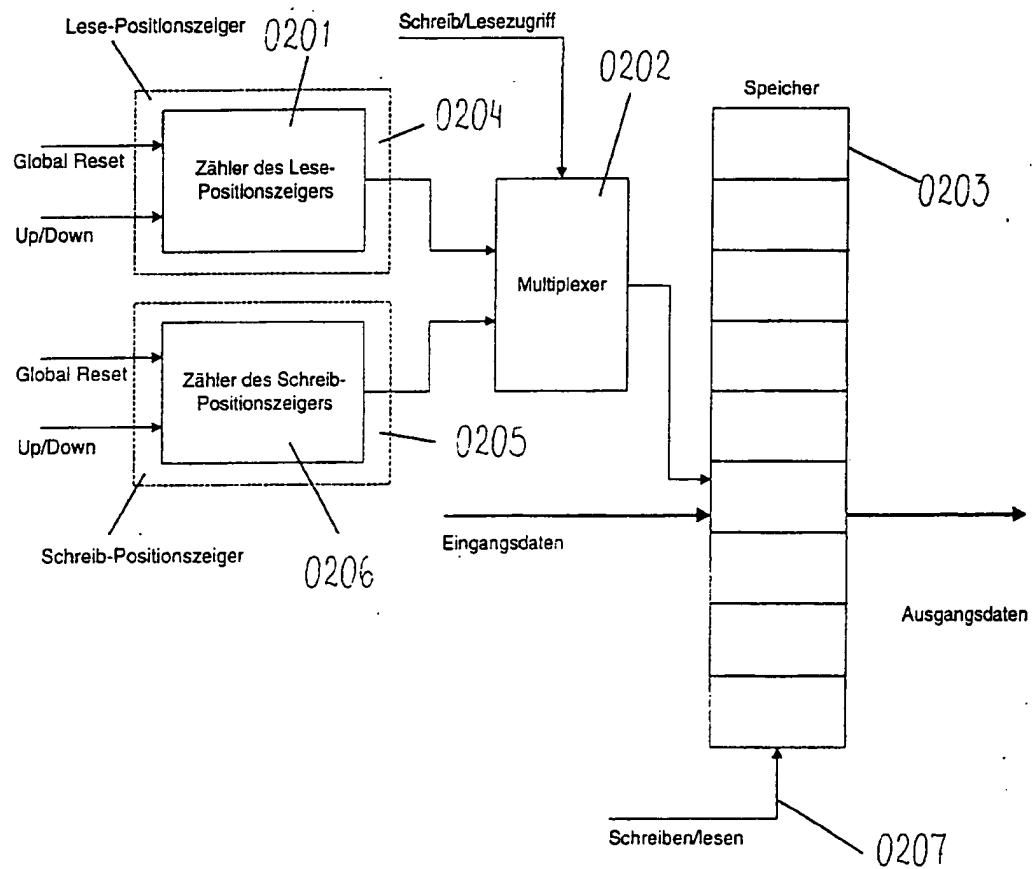 Lese-Positionszeiger
0201
Schreib/Lesezugriff
0202
Speicher
0204
Global Reset
Zähler des Lese-
Positionszeigers
0203
Up/Down
Multiplexer
Global Reset
Zähler des Schreib-
Positionszeigers
Up/Down
0205
Schreib-Positionszeiger
0206
Eingangsdaten
Ausgangsdaten
Schreiben/lesen
0207